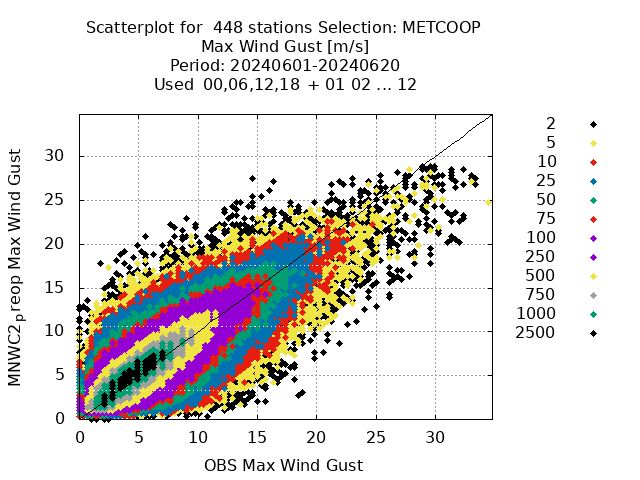 Scatterplot for  448 stations Selection: METCOOP
Max Wind Gust [m/s]
Period: 20240601-20240620
Used  00,06,12,18 + 01 02 ... 12
MNWC2preop Max Wind Gust
30
25
20
15
10
5
0
0 5 10 15 20 25 30
OBS Max Wind Gust
2
5
10
25
50
75
100
250
500
750
1000
2500